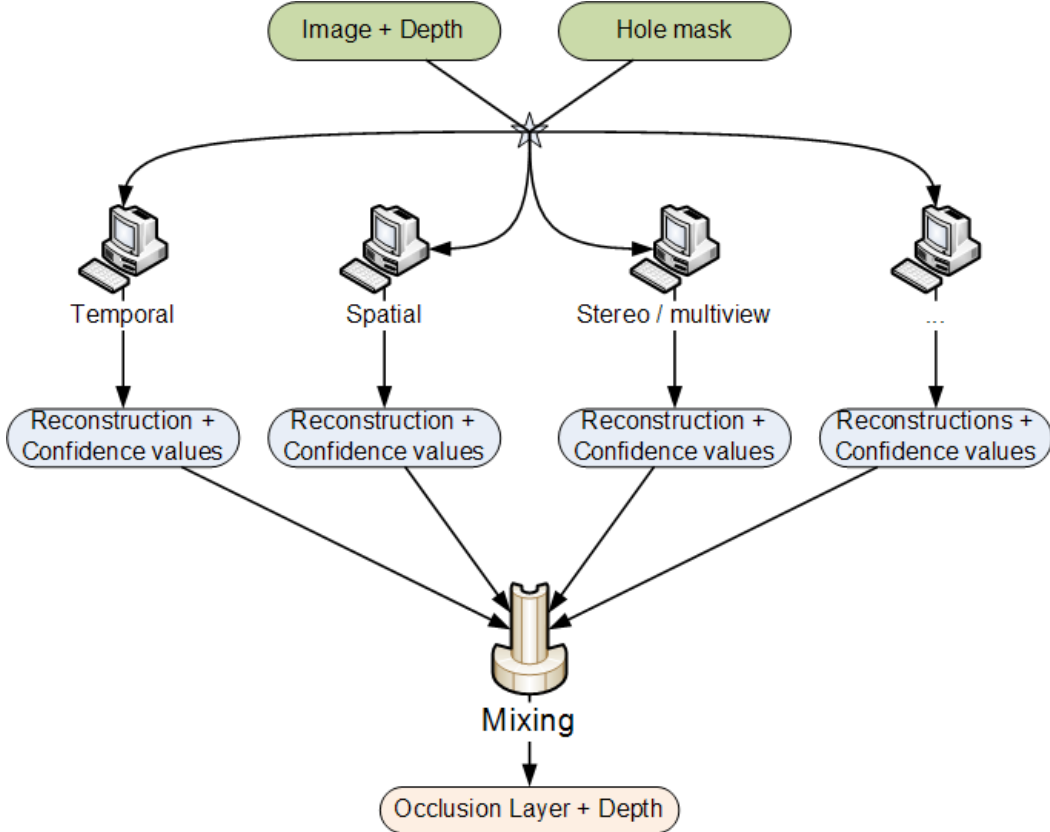 Image + Depth
Hole mask
Temporal
Spatial
Stereo / multiview
...
Reconstruction +
Confidence values
Reconstruction +
Confidence values
Reconstruction +
Confidence values
Reconstructions +
Confidence values
Mixing
Occlusion Layer + Depth